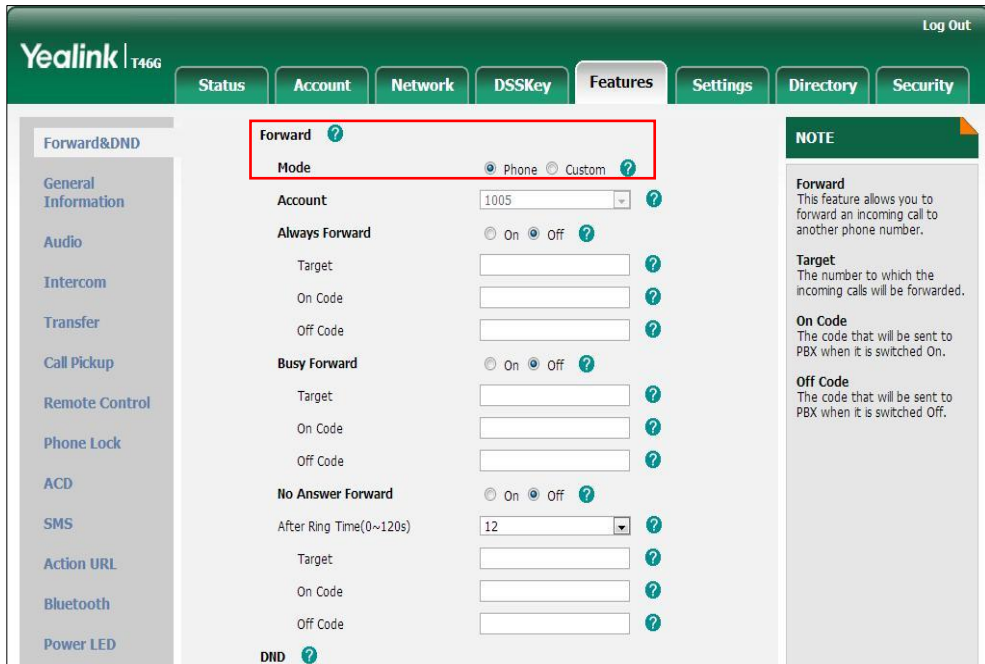 Log Out
Yealink | T46G
Status Account Network DSSKey Features Settings Directory Security
Forward&DND
General
Information
Audio
Intercom
Transfer
Call Pickup
Remote Control
Phone Lock
ACD
SMS
Action URL
Bluetooth
Power LED
Forward ?
Mode Phone Custom ?
Account 1005 ?
Always Forward On Off ?
Target ?
On Code ?
Off Code ?
Busy Forward On Off ?
Target ?
On Code ?
Off Code ?
No Answer Forward On Off ?
After Ring Time(0~120s) 12 ?
Target ?
On Code ?
Off Code ?
DND ?
NOTE
Forward
This feature allows you to
forward an incoming call to
another phone number.
Target
The number to which the
incoming calls will be forwarded.
On Code
The code that will be sent to
PBX when it is switched On.
Off Code
The code that will be sent to
PBX when it is switched Off.